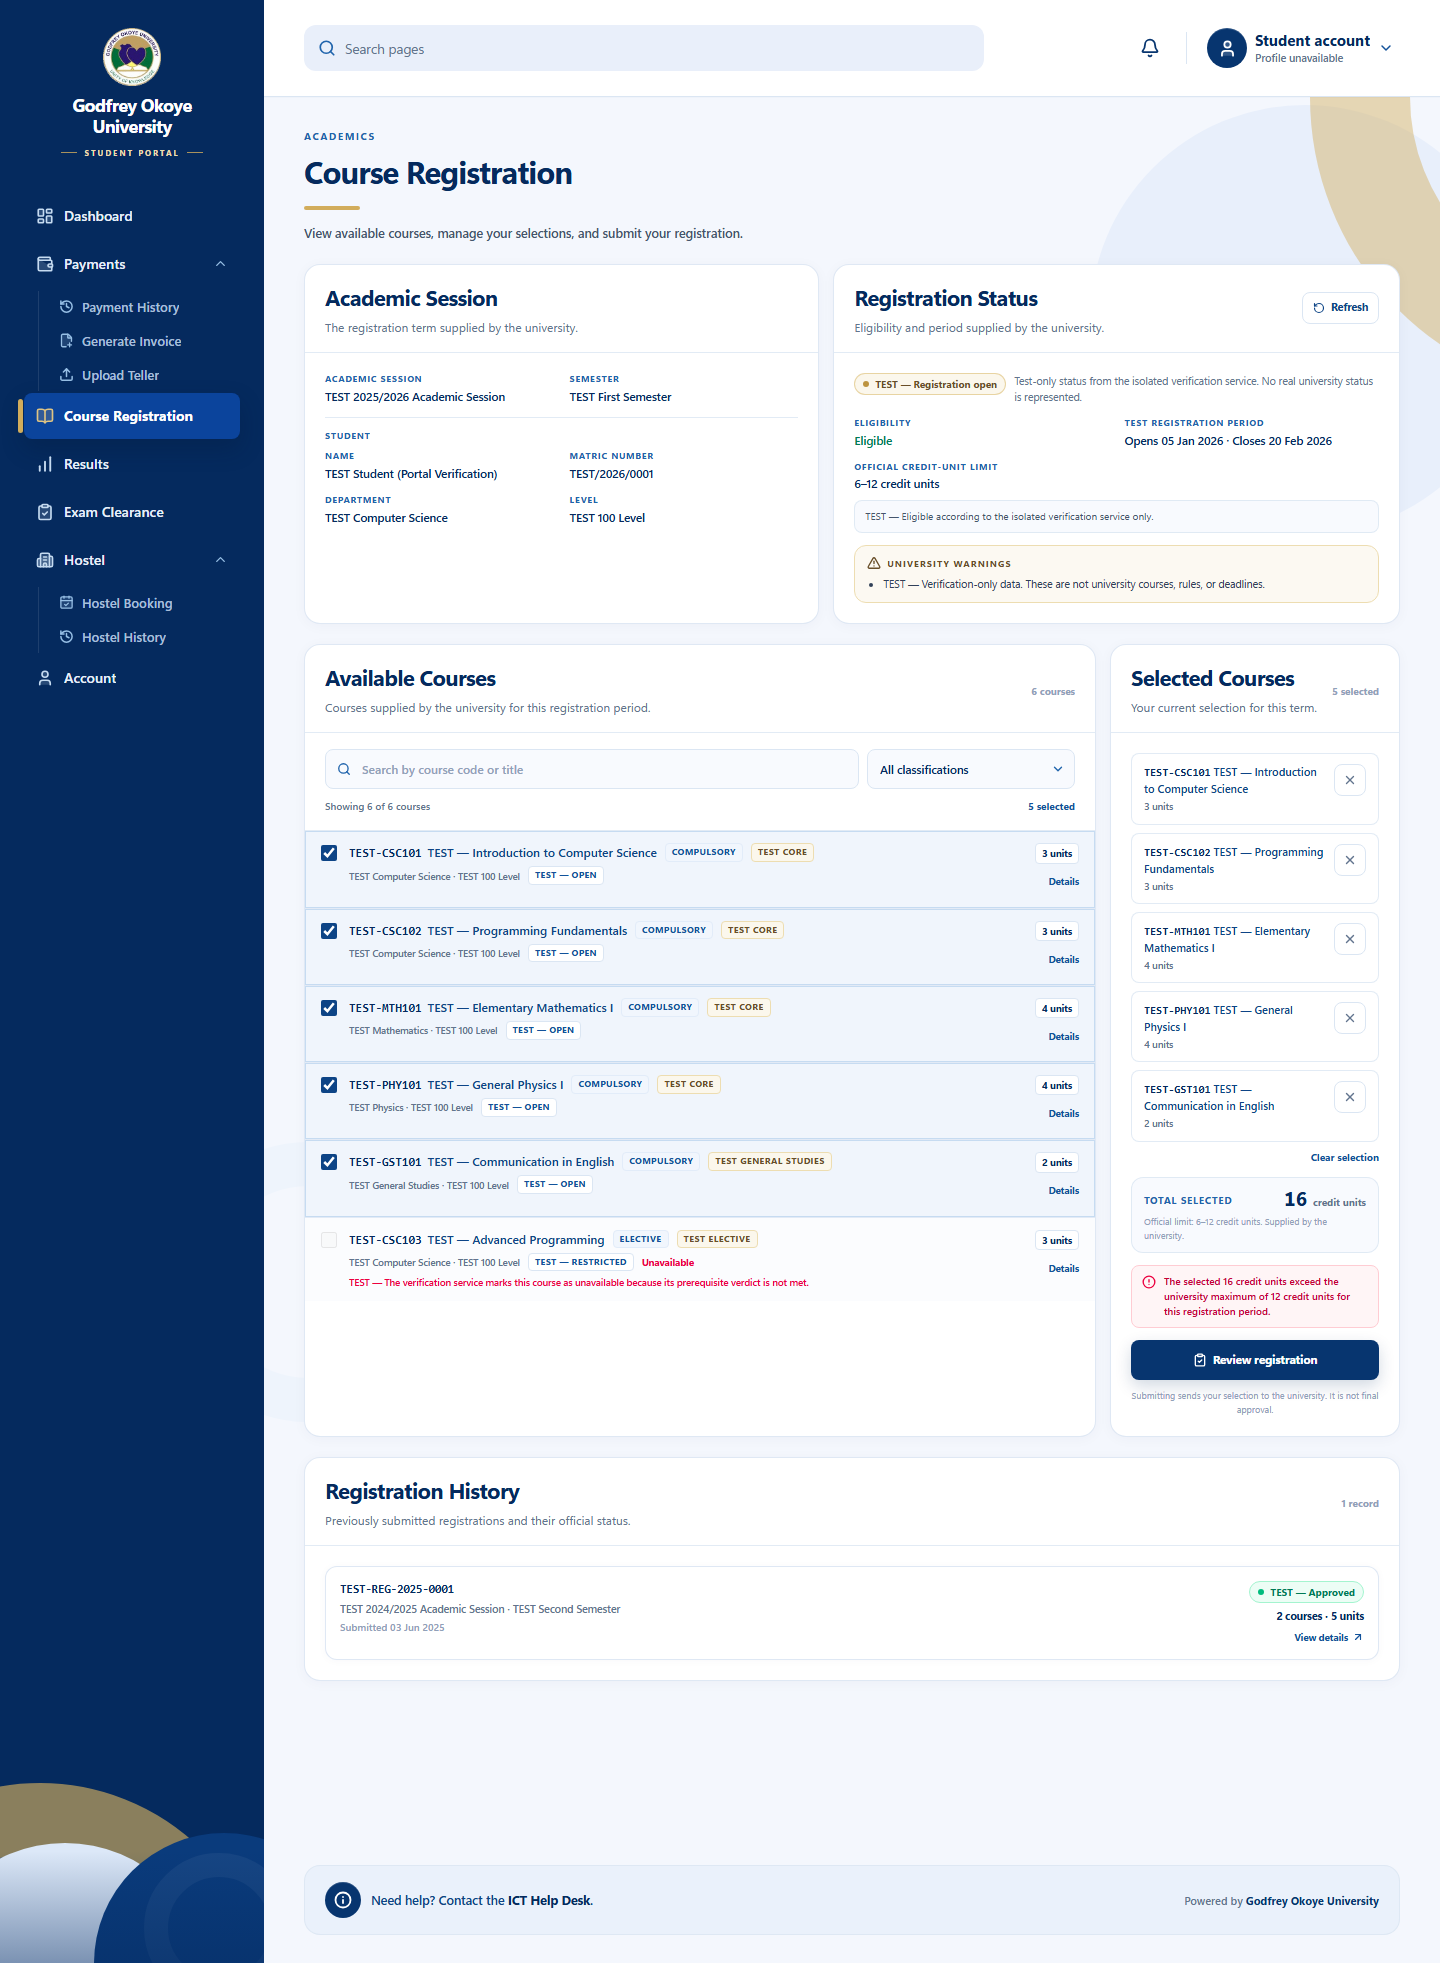 Godfrey Okoye
University
STUDENT PORTAL
Dashboard
Payments
Payment History
Generate Invoice
Upload Teller
Course Registration
Results
Exam Clearance
Hostel
Hostel Booking
Hostel History
Account
Search pages
Student account
Profile unavailable
ACADEMICS
Course Registration
View available courses, manage your selections, and submit your registration.
Academic Session
The registration term supplied by the university.
ACADEMIC SESSION
TEST 2025/2026 Academic Session
SEMESTER
TEST First Semester
STUDENT
NAME
TEST Student (Portal Verification)
MATRIC NUMBER
TEST/2026/0001
DEPARTMENT
TEST Computer Science
LEVEL
TEST 100 Level
Registration Status
Eligibility and period supplied by the university.
Refresh
TEST — Registration open
Test-only status from the isolated verification service. No real university status
is represented.
ELIGIBILITY
Eligible
TEST REGISTRATION PERIOD
Opens 05 Jan 2026 · Closes 20 Feb 2026
OFFICIAL CREDIT-UNIT LIMIT
6–12 credit units
TEST — Eligible according to the isolated verification service only.
UNIVERSITY WARNINGS
• TEST — Verification-only data. These are not university courses, rules, or deadlines.
Available Courses
Courses supplied by the university for this registration period.
6 courses
Search by course code or title
All classifications
Showing 6 of 6 courses
5 selected
TEST-CSC101 TEST — Introduction to Computer Science COMPULSORY TEST CORE 3 units
TEST Computer Science · TEST 100 Level TEST — OPEN
Details
TEST-CSC102 TEST — Programming Fundamentals COMPULSORY TEST CORE 3 units
TEST Computer Science · TEST 100 Level TEST — OPEN
Details
TEST-MTH101 TEST — Elementary Mathematics I COMPULSORY TEST CORE 4 units
TEST Mathematics · TEST 100 Level TEST — OPEN
Details
TEST-PHY101 TEST — General Physics I COMPULSORY TEST CORE 4 units
TEST Physics · TEST 100 Level TEST — OPEN
Details
TEST-GST101 TEST — Communication in English COMPULSORY TEST GENERAL STUDIES 2 units
TEST General Studies · TEST 100 Level TEST — OPEN
Details
TEST-CSC103 TEST — Advanced Programming ELECTIVE TEST ELECTIVE 3 units
TEST Computer Science · TEST 100 Level TEST — RESTRICTED Unavailable
Details
TEST — The verification service marks this course as unavailable because its prerequisite verdict is not met.
Selected Courses
Your current selection for this term.
5 selected
TEST-CSC101 TEST — Introduction
to Computer Science
3 units
TEST-CSC102 TEST — Programming
Fundamentals
3 units
TEST-MTH101 TEST — Elementary
Mathematics I
4 units
TEST-PHY101 TEST — General
Physics I
4 units
TEST-GST101 TEST —
Communication in English
2 units
Clear selection
TOTAL SELECTED 16 credit units
Official limit: 6–12 credit units. Supplied by the
university.
The selected 16 credit units exceed the
university maximum of 12 credit units for
this registration period.
Review registration
Submitting sends your selection to the university. It is not final
approval.
Registration History
Previously submitted registrations and their official status.
1 record
TEST-REG-2025-0001
TEST 2024/2025 Academic Session · TEST Second Semester
Submitted 03 Jun 2025
TEST — Approved
2 courses · 5 units
View details
Need help? Contact the ICT Help Desk.
Powered by Godfrey Okoye University